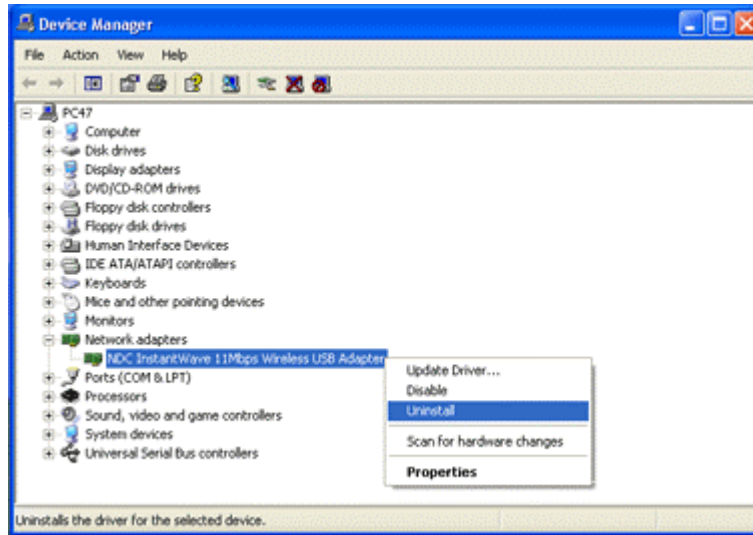 Device Manager
File Action View Help
PC47
Computer
Disk drives
Display adapters
DVD/CD-ROM drives
Floppy disk controllers
Floppy disk drives
Human Interface Devices
IDE ATA/ATAPI controllers
Keyboards
Mice and other pointing devices
Monitors
Network adapters
NDC InstantWave 11Mbps Wireless USB Adapter
Ports (COM & LPT)
Processors
Sound, video and game controllers
System devices
Universal Serial Bus controllers
Update Driver...
Disable
Uninstall
Scan for hardware changes
Properties
Uninstalls the driver for the selected device.